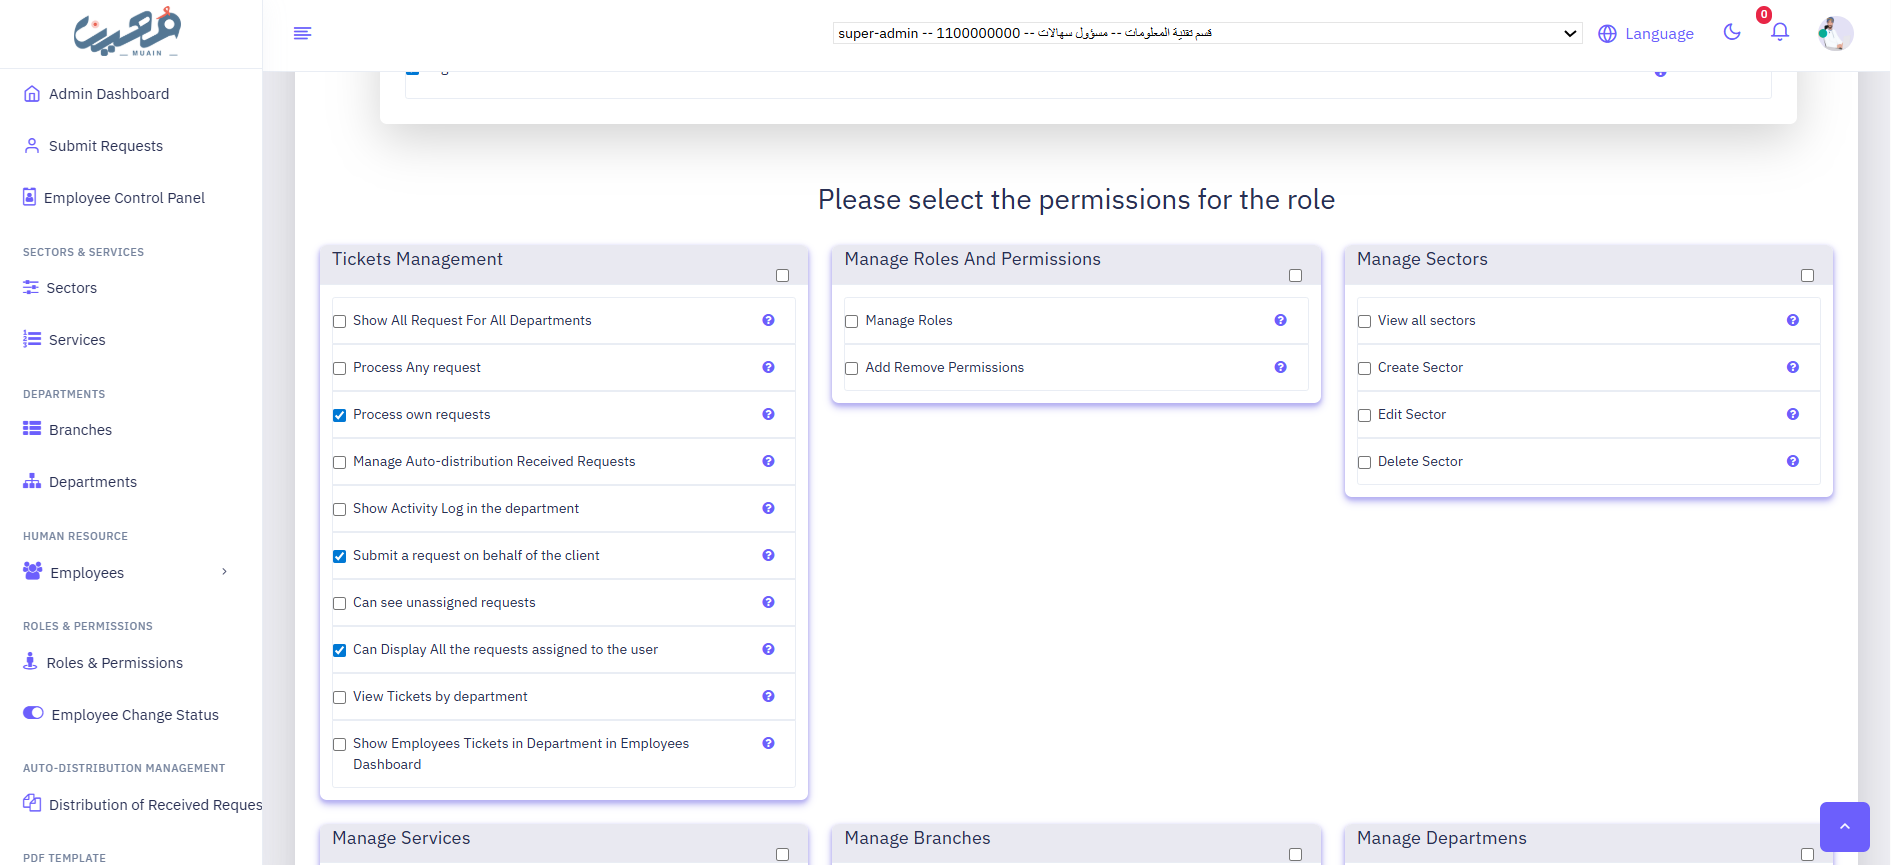 معين
MUAIN
super-admin -- 1100000000 -- قسم تقنية المعلومات -- مسؤول سهالات
Language
0
Admin Dashboard
Submit Requests
Employee Control Panel
SECTORS & SERVICES
Sectors
Services
DEPARTMENTS
Branches
Departments
HUMAN RESOURCE
Employees
ROLES & PERMISSIONS
Roles & Permissions
Employee Change Status
AUTO-DISTRIBUTION MANAGEMENT
Distribution of Received Reques
PDF TEMPLATE
Please select the permissions for the role
Tickets Management
Show All Request For All Departments
Process Any request
Process own requests
Manage Auto-distribution Received Requests
Show Activity Log in the department
Submit a request on behalf of the client
Can see unassigned requests
Can Display All the requests assigned to the user
View Tickets by department
Show Employees Tickets in Department in Employees
Dashboard
Manage Roles And Permissions
Manage Roles
Add Remove Permissions
Manage Sectors
View all sectors
Create Sector
Edit Sector
Delete Sector
Manage Services
Manage Branches
Manage Departmens